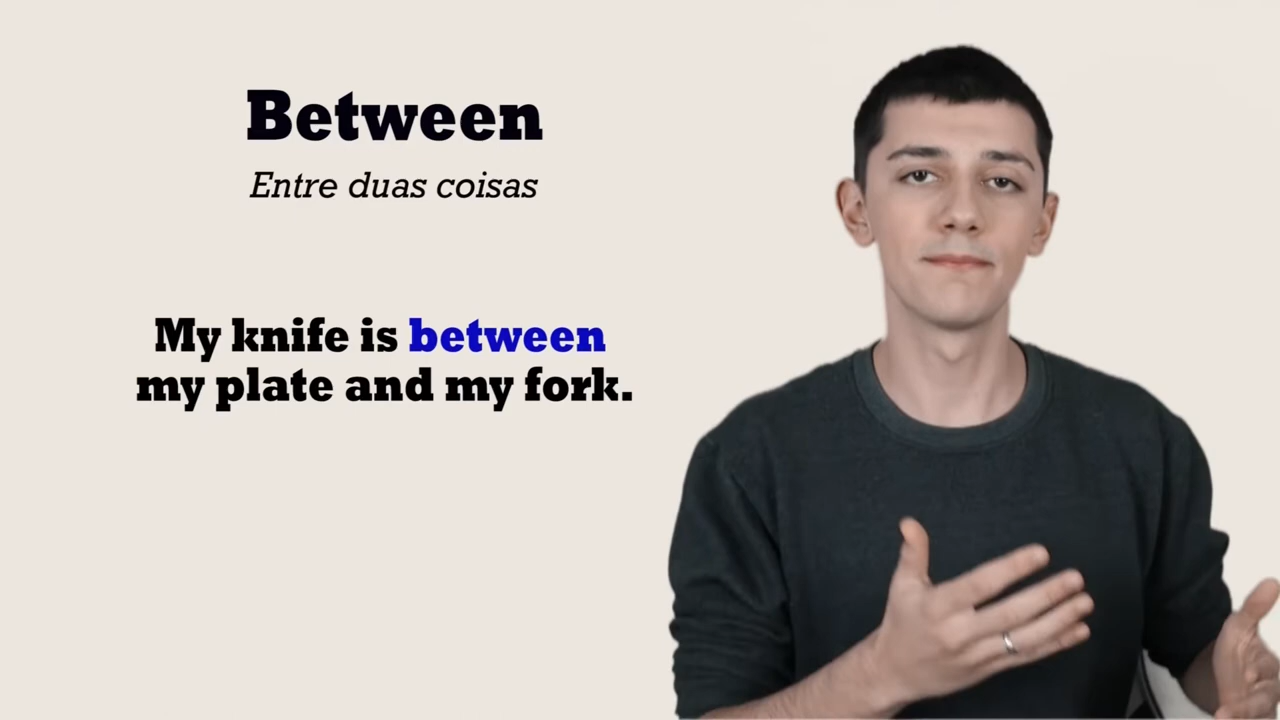 Between
Entre duas coisas
My knife is between
my plate and my fork.